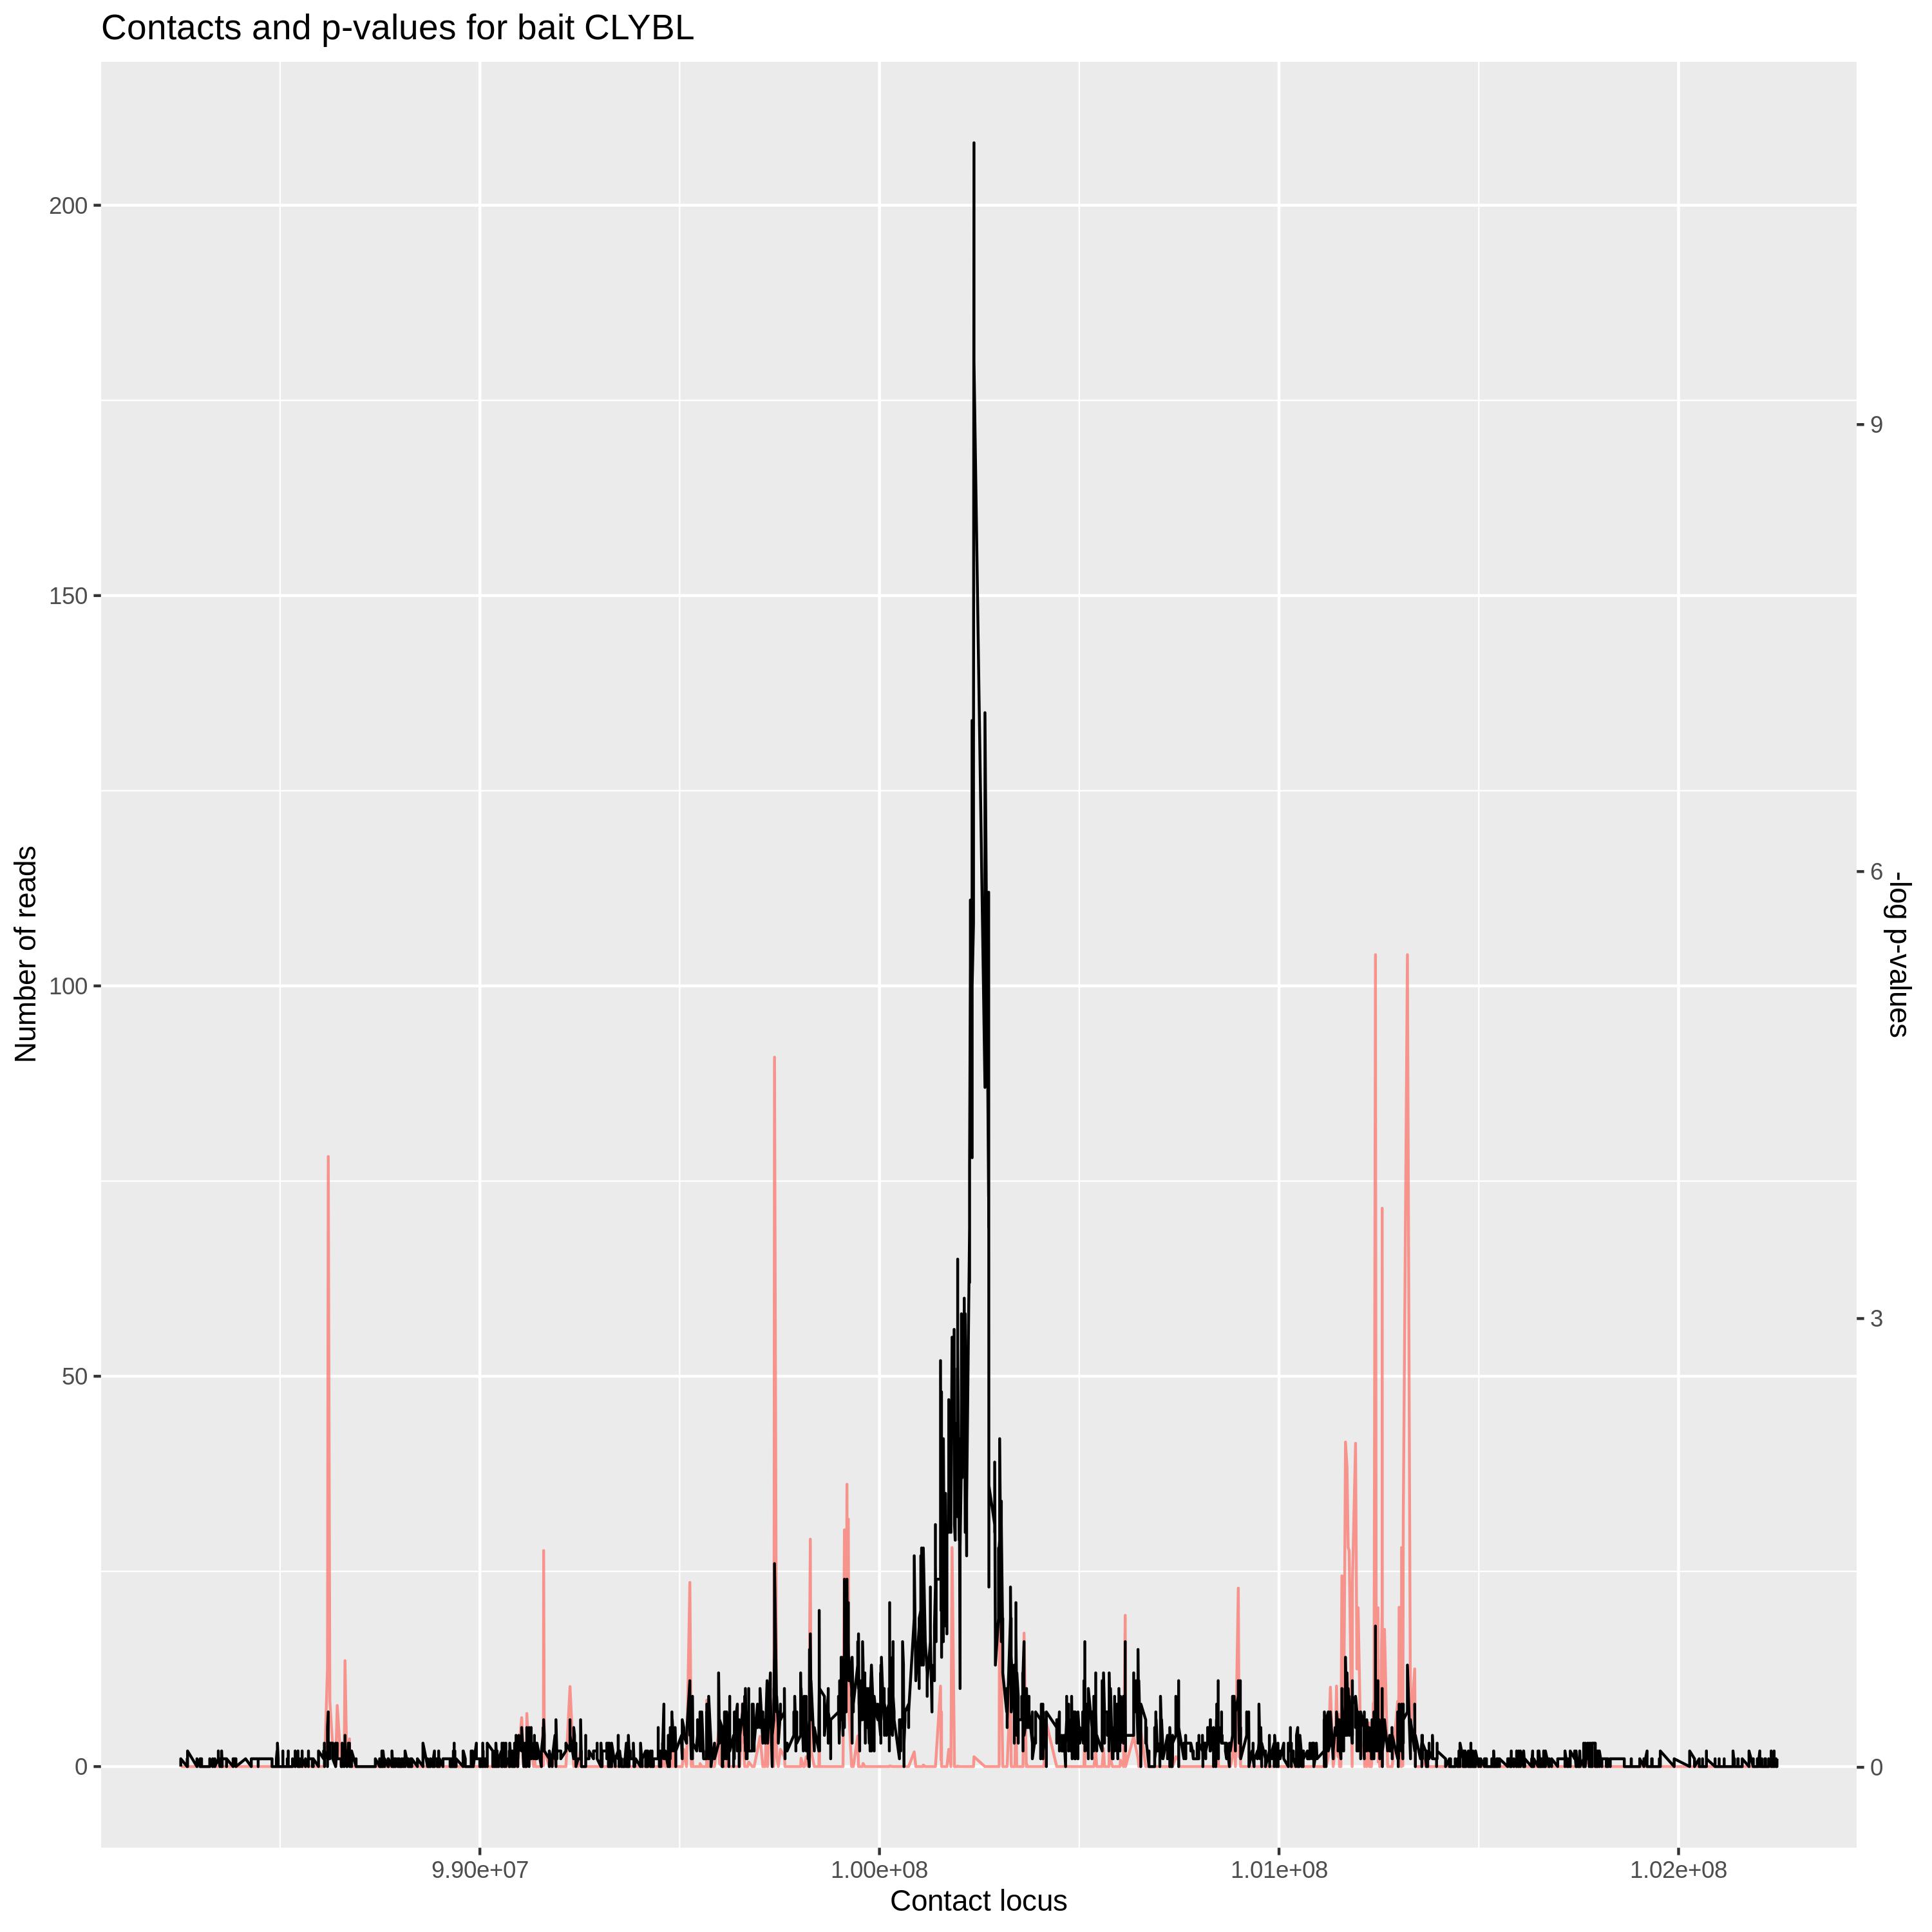 Contacts and p-values for bait CLYBL
200
150
100
50
0
Number of reads
9
6
3
0
-log p-values
9.90e+07
1.00e+08
1.01e+08
1.02e+08
Contact locus